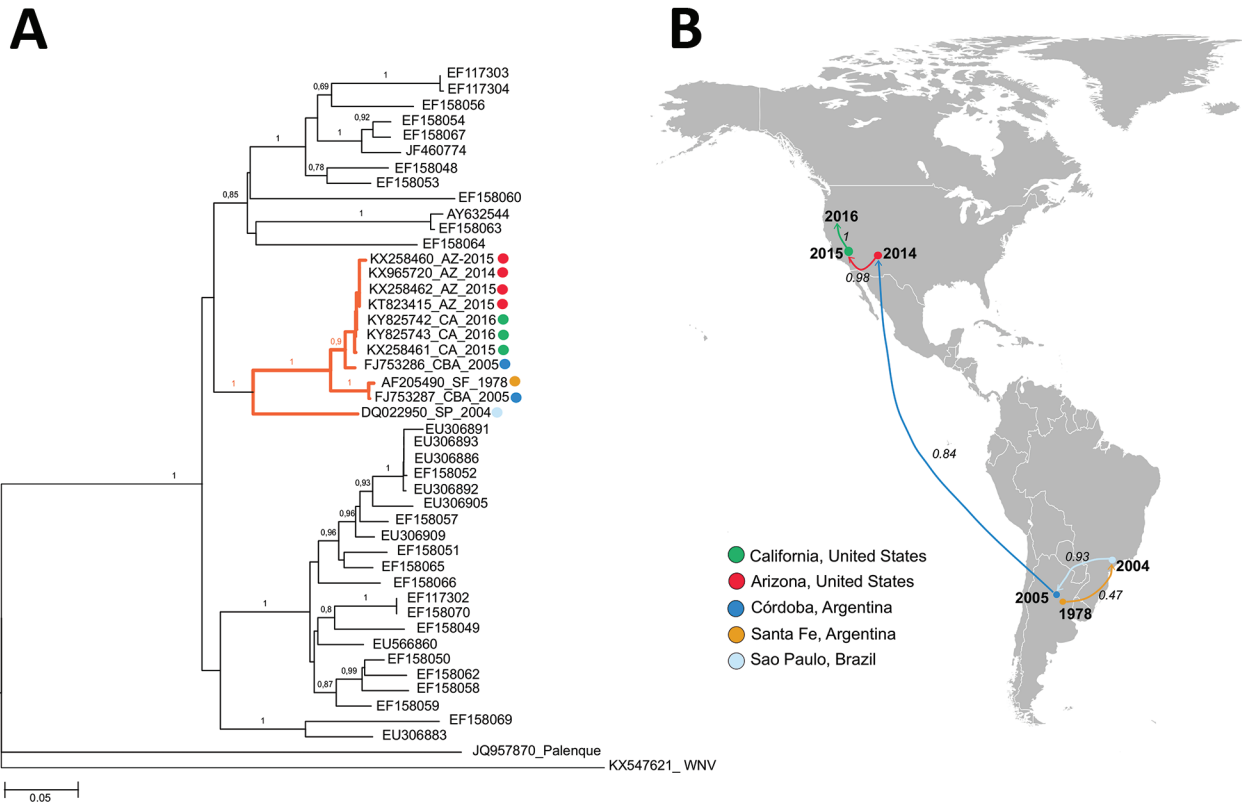 A
B
1
EF117303
EF117304
0,69
EF158056
0,92
EF158054
1
EF158067
1
JF460774
0,78
EF158048
EF158053
0,85
EF158060
1
AY632544
EF158063
EF158064
KX258460_AZ-2015
KX965720_AZ_2014
KX258462_AZ_2015
KT823415_AZ_2015
KY825742_CA_2016
KY825743_CA_2016
0,9
KX258461_CA_2015
1
FJ753286_CBA_2005
1
1
AF205490_SF_1978
FJ753287_CBA_2005
DQ022950_SP_2004
EU306891
EU306893
EU306886
1
EF158052
1
0,93
EU306892
EU306905
0,96
EF158057
0,96
EU306909
EF158051
EF158065
EF158066
1
1
EF117302
0,8
EF158070
EF158049
EU566860
EF158050
0,99
EF158062
0,87
EF158058
EF158059
1
EF158069
EU306883
JQ957870_Palenque
KX547621_ WNV
0.05
2016
1
2015
2014
0.98
0.84
0.93
2004
2005
0.47
1978
California, United States
Arizona, United States
Córdoba, Argentina
Santa Fe, Argentina
Sao Paulo, Brazil